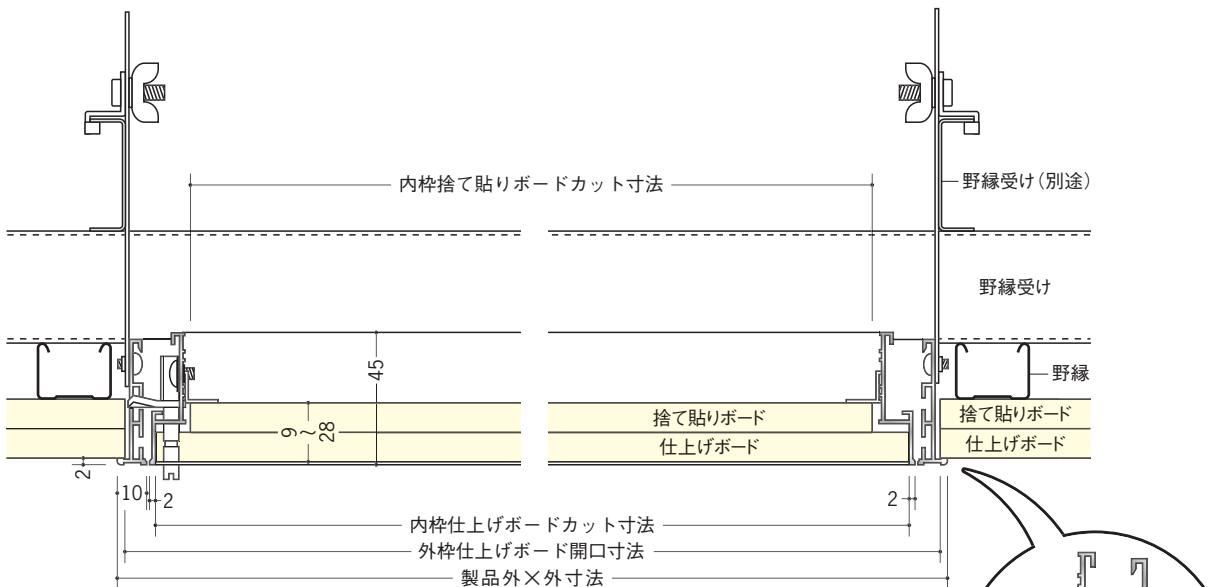 内枠捨て貼りボードカット寸法
野縁受け（別途）
野縁受け
45
野縁
9～28
捨て貼りボード
仕上げボード
捨て貼りボード
仕上げボード
2
10
2
2
内枠仕上げボードカット寸法
外枠仕上げボード開口寸法
製品外×外寸法